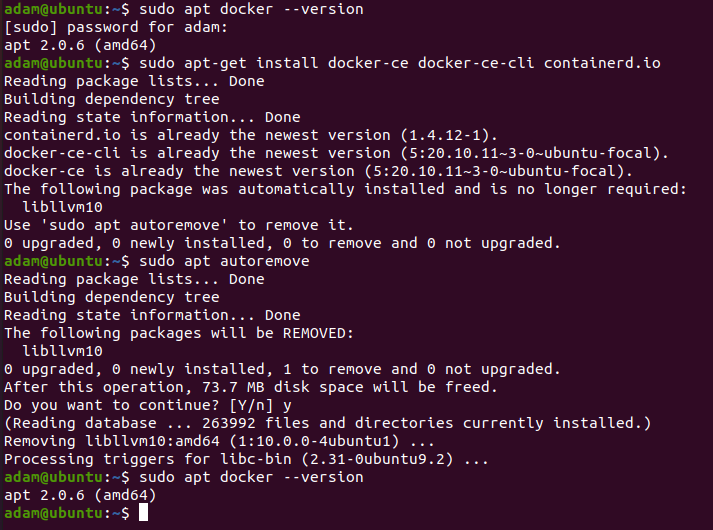 adam@ubuntu:~$ sudo apt docker --version
[sudo] password for adam:
apt 2.0.6 (amd64)
adam@ubuntu:~$ sudo apt-get install docker-ce docker-ce-cli containerd.io
Reading package lists... Done
Building dependency tree
Reading state information... Done
containerd.io is already the newest version (1.4.12-1).
docker-ce-cli is already the newest version (5:20.10.11~3-0~ubuntu-focal).
docker-ce is already the newest version (5:20.10.11~3-0~ubuntu-focal).
The following package was automatically installed and is no longer required:
  libllvm10
Use 'sudo apt autoremove' to remove it.
0 upgraded, 0 newly installed, 0 to remove and 0 not upgraded.
adam@ubuntu:~$ sudo apt autoremove
Reading package lists... Done
Building dependency tree
Reading state information... Done
The following packages will be REMOVED:
  libllvm10
0 upgraded, 0 newly installed, 1 to remove and 0 not upgraded.
After this operation, 73.7 MB disk space will be freed.
Do you want to continue? [Y/n] y
(Reading database ... 263992 files and directories currently installed.)
Removing libllvm10:amd64 (1:10.0.0-4ubuntu1) ...
Processing triggers for libc-bin (2.31-0ubuntu9.2) ...
adam@ubuntu:~$ sudo apt docker --version
apt 2.0.6 (amd64)
adam@ubuntu:~$